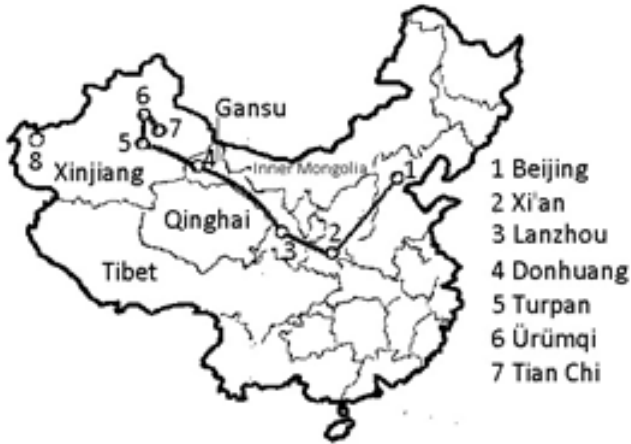 6
7
5
8
Gansu
4
Inner Mongolia
1
Xinjiang
Qinghai
3
2
Tibet
1 Beijing
2 Xi'an
3 Lanzhou
4 Donhuang
5 Turpan
6 Ürümqi
7 Tian Chi